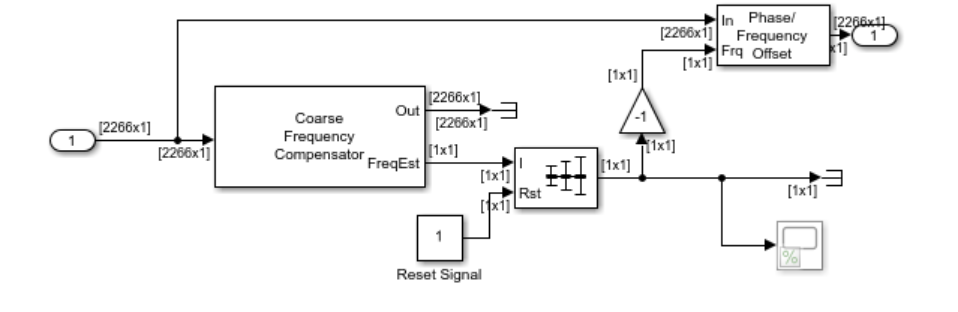 [2266x1]
In
Phase/
Frequency
Offset
Frq
[2266x1]
1
[2266x1]
[1x1]
[1x1]
-1
[1x1]
1
[2266x1]
[2266x1]
Coarse
Frequency
Compensator
Out
FreqEst
[2266x1]
[2266x1]
[1x1]
[1x1]
I
Rst
[1x1]
[1x1]
[1x1]
1
Reset Signal
%